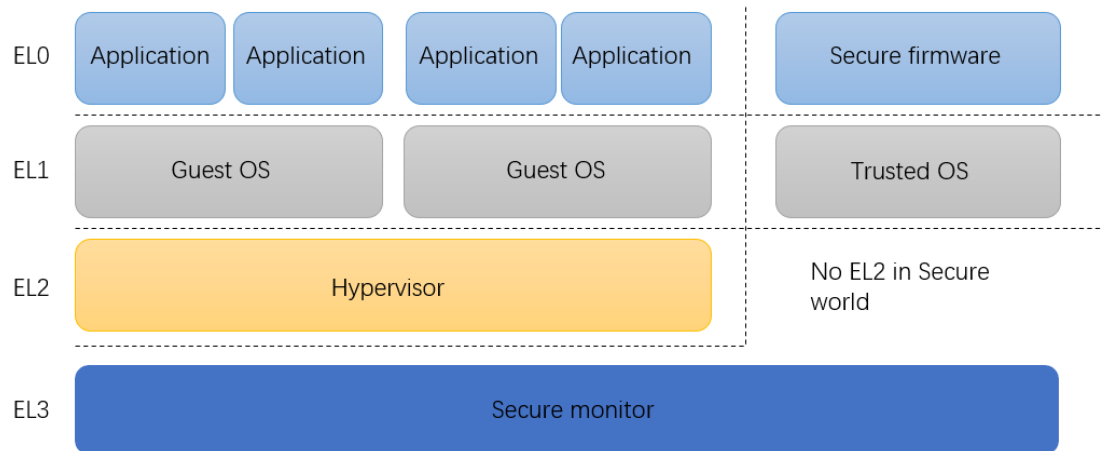 EL0
Application
Application
Application
Application
Secure firmware
EL1
Guest OS
Guest OS
Trusted OS
EL2
Hypervisor
No EL2 in Secure
world
EL3
Secure monitor